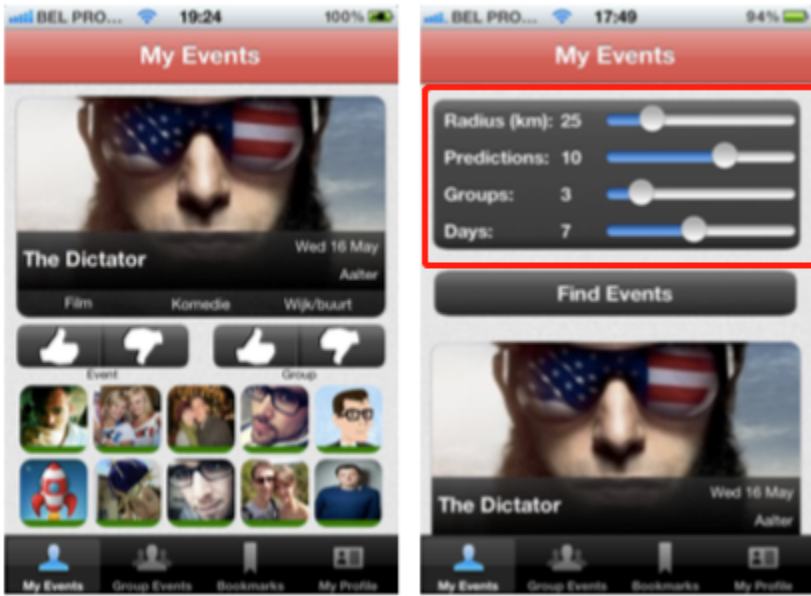 BEL PRO... 19:24 100%
My Events
The Dictator
Wed 16 May
Aalter
Film Komedie Wijk/buurt
Event Group
My Events Group Events Bookmarks My Profile
BEL PRO... 17:49 94%
My Events
Radius (km): 25
Predictions: 10
Groups: 3
Days: 7
Find Events
The Dictator
Wed 16 May
Aalter
My Events Group Events Bookmarks My Profile